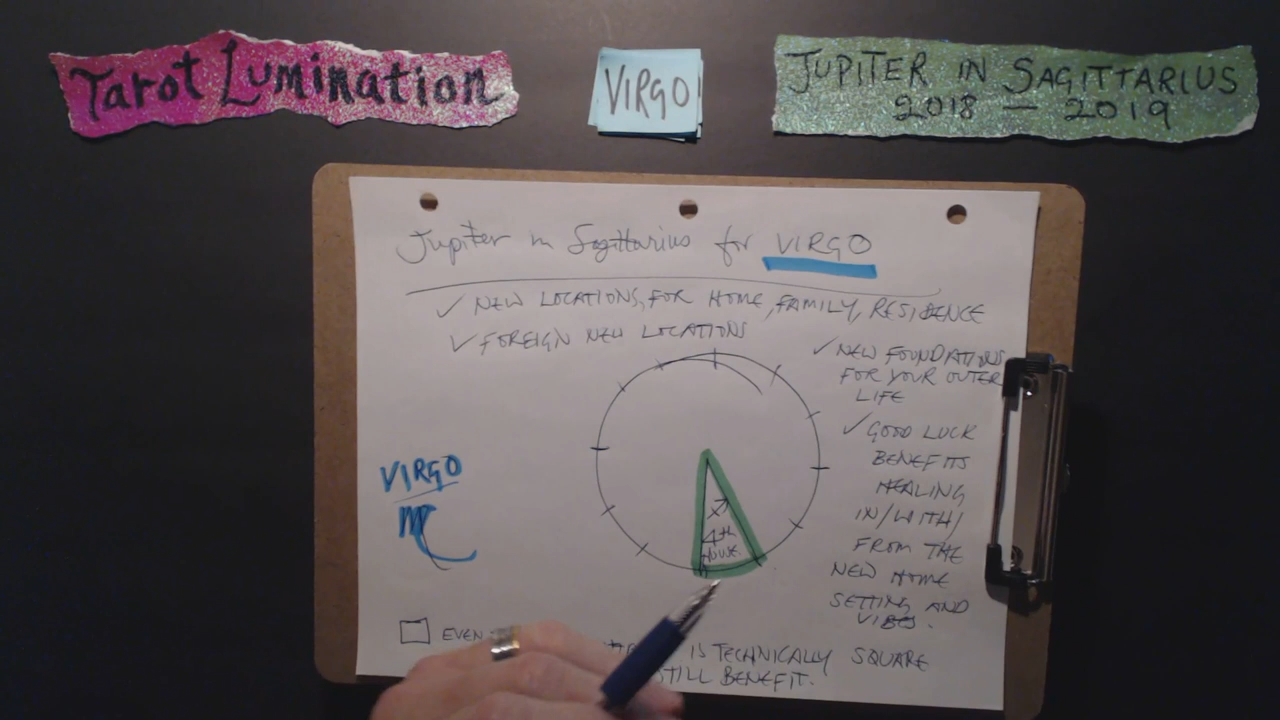 Tarot Lumination
VIRGO
JUPITER IN SAGITTARIUS
2018 — 2019
Jupiter in Sagittarius for VIRGO
✓ NEW LOCATIONS, FOR HOME, FAMILY, RESIDENCE
✓ FOREIGN NEW LOCATIONS
✓ NEW FOUNDATIONS
FOR YOUR OUTER
LIFE
✓ GOOD LUCK
BENEFITS
HEALING
IN/WITH/
FROM THE
NEW HOME
SETTING AND
VIBES.
VIRGO
♍
♐
4th
HOUSE
EVEN
IS TECHNICALLY SQUARE
STILL BENEFIT.